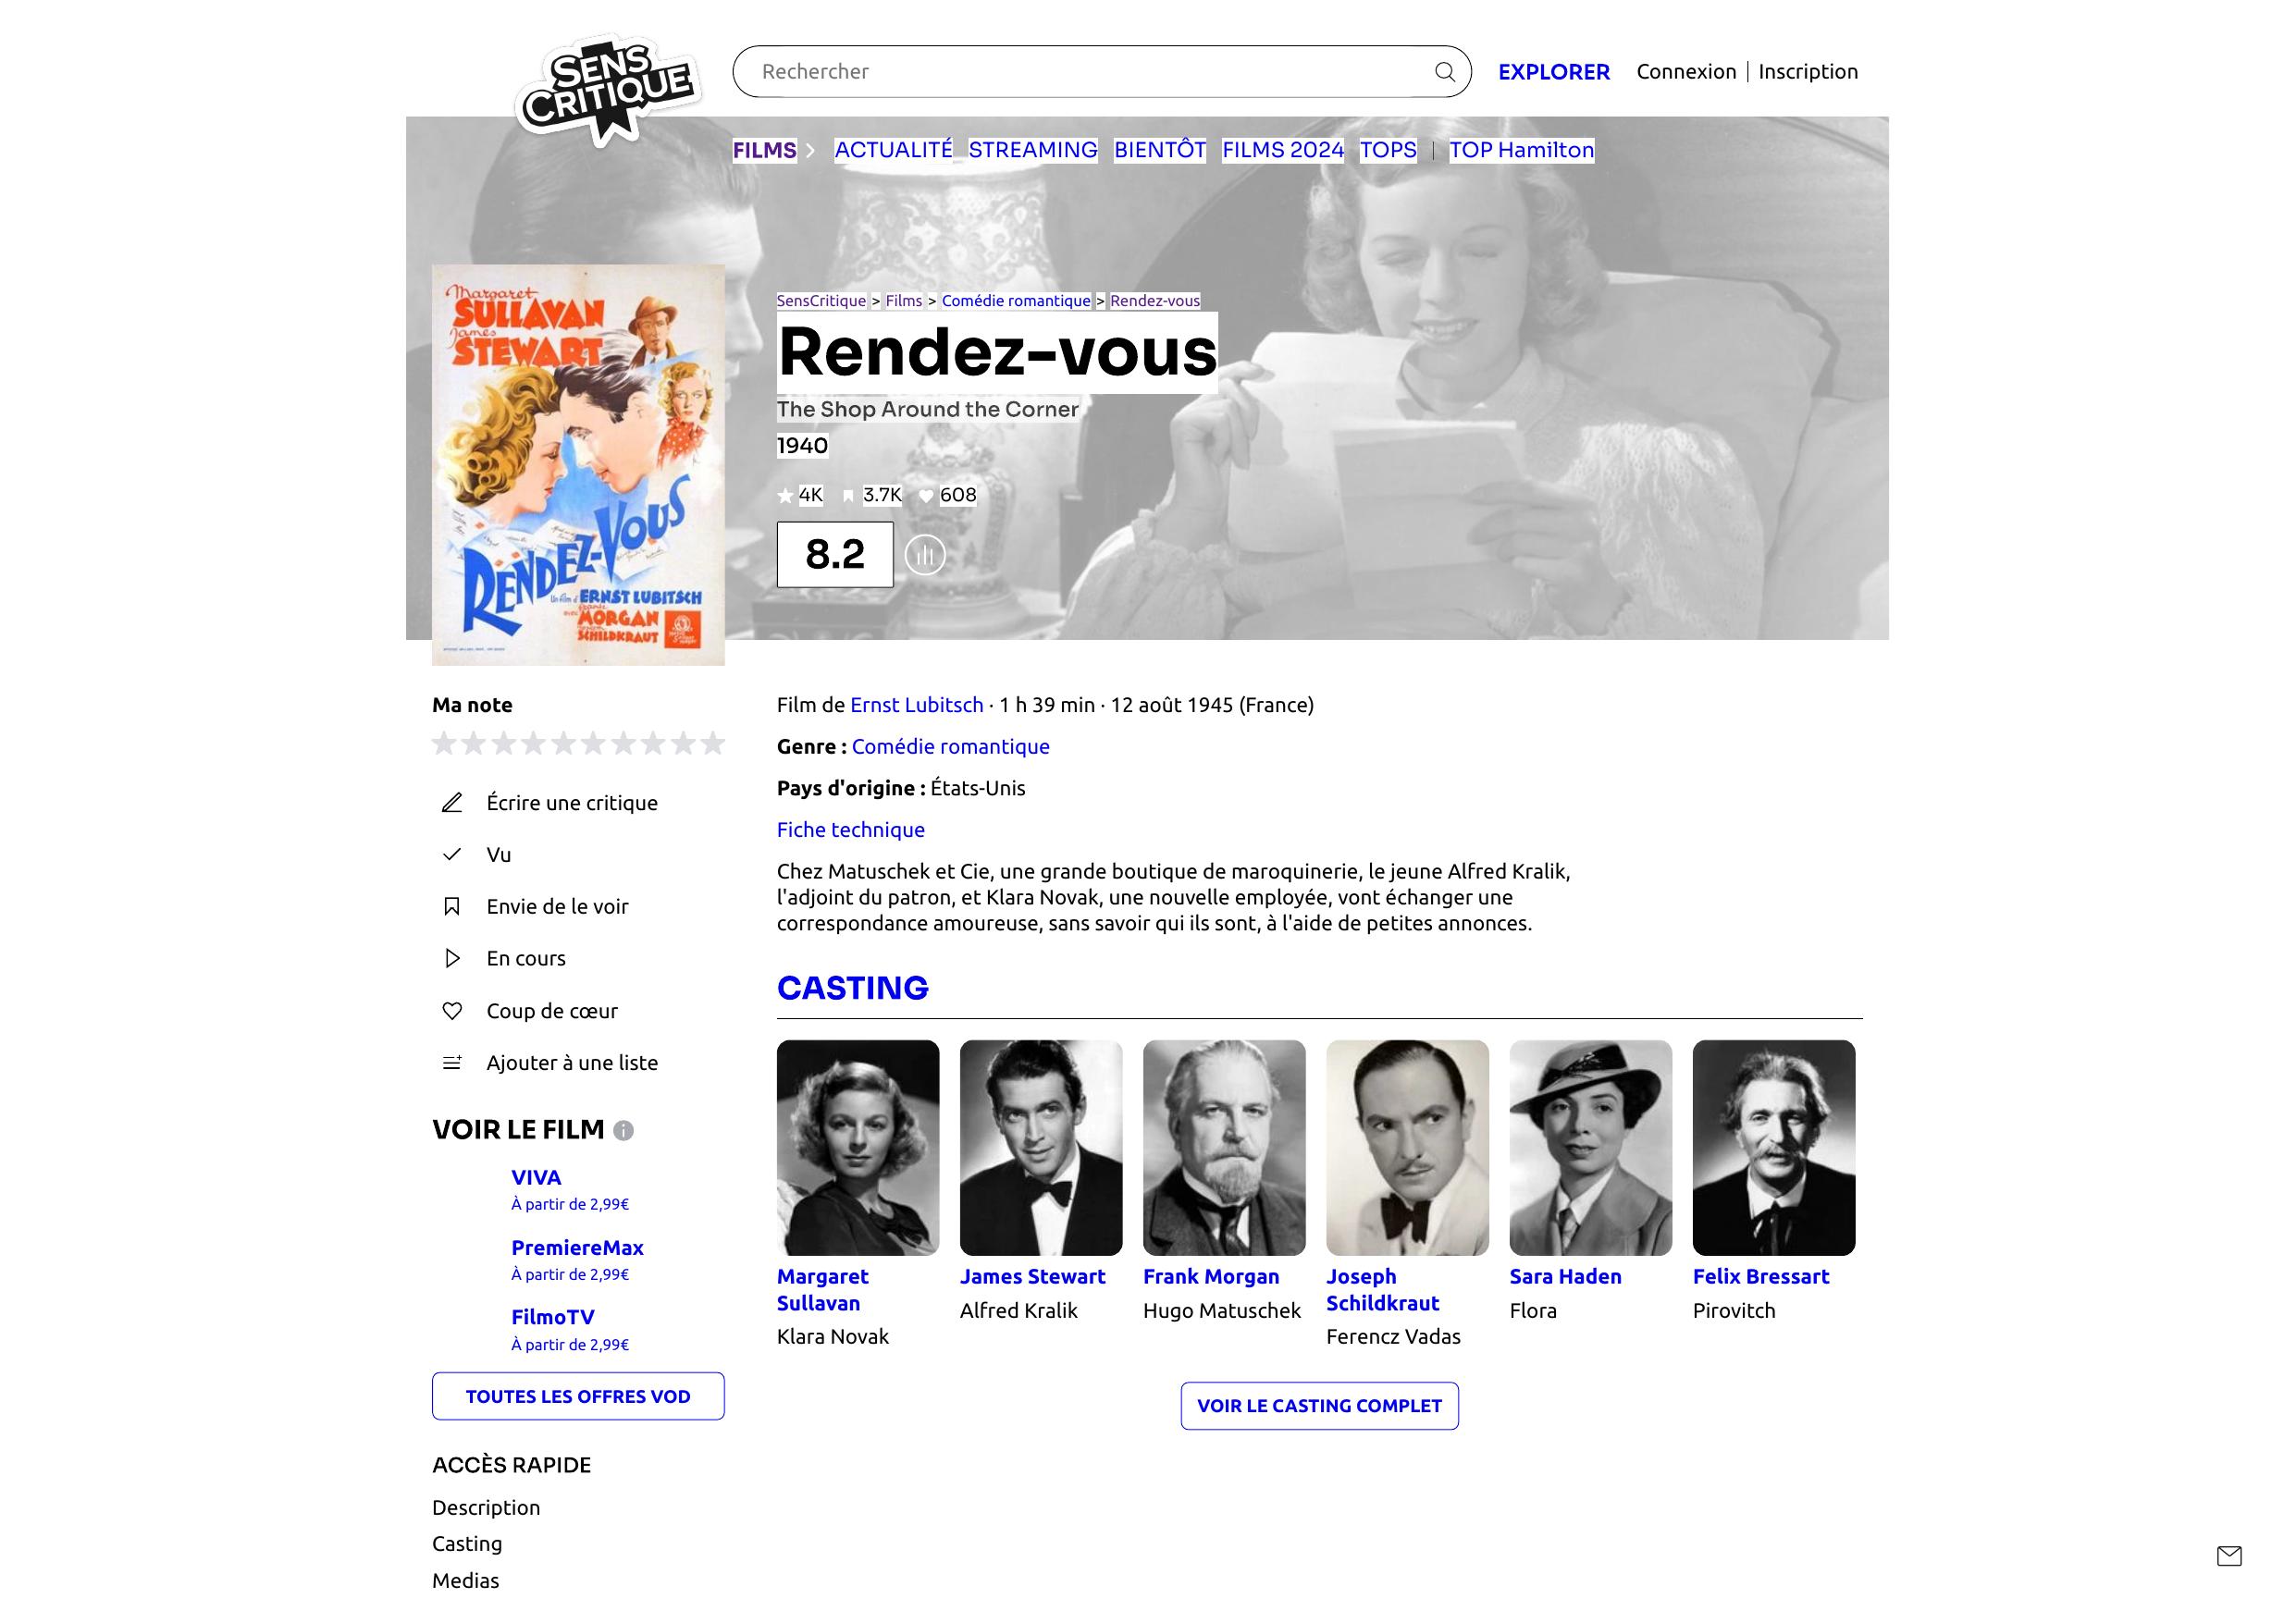 SENS
CRITIQUE
Rechercher
EXPLORER
Connexion | Inscription
FILMS
ACTUALITÉ STREAMING BIENTÔT FILMS 2024 TOPS | TOP Hamilton
SensCritique > Films > Comédie romantique > Rendez-vous
Rendez-vous
The Shop Around the Corner
1940
4K 3.7K 608
8.2
Margaret
SULLAVAN
James
STEWART
RENDEZ-VOUS
Un film d'ERNST LUBITSCH
avec Frank
MORGAN
SCHILDKRAUT
Ma note
Écrire une critique
Vu
Envie de le voir
En cours
Coup de cœur
Ajouter à une liste
VOIR LE FILM
VIVA
À partir de 2,99€
PremiereMax
À partir de 2,99€
FilmoTV
À partir de 2,99€
TOUTES LES OFFRES VOD
ACCÈS RAPIDE
Description
Casting
Medias
Film de Ernst Lubitsch · 1 h 39 min · 12 août 1945 (France)
Genre : Comédie romantique
Pays d'origine : États-Unis
Fiche technique
Chez Matuschek et Cie, une grande boutique de maroquinerie, le jeune Alfred Kralik,
l'adjoint du patron, et Klara Novak, une nouvelle employée, vont échanger une
correspondance amoureuse, sans savoir qui ils sont, à l'aide de petites annonces.
CASTING
Margaret
Sullavan
Klara Novak
James Stewart
Alfred Kralik
Frank Morgan
Hugo Matuschek
Joseph
Schildkraut
Ferencz Vadas
Sara Haden
Flora
Felix Bressart
Pirovitch
VOIR LE CASTING COMPLET